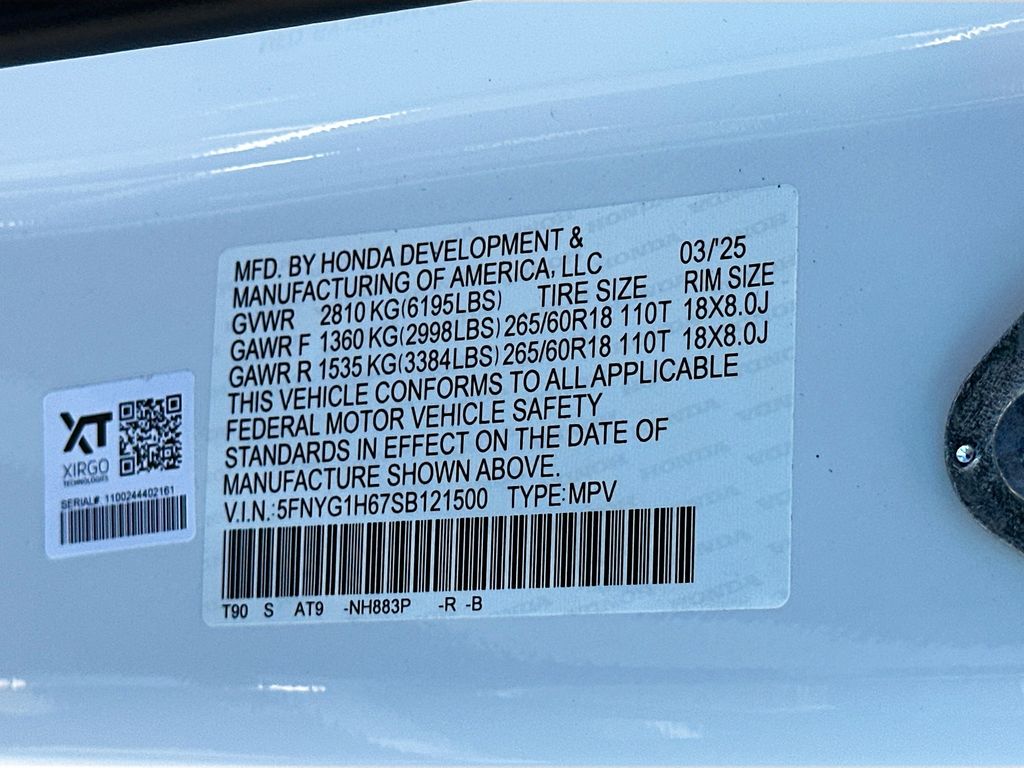 MFD. BY HONDA DEVELOPMENT &
MANUFACTURING OF AMERICA, LLC 03/'25
GVWR 2810 KG(6195LBS) TIRE SIZE RIM SIZE
GAWR F 1360 KG(2998LBS) 265/60R18 110T 18X8.0J
GAWR R 1535 KG(3384LBS) 265/60R18 110T 18X8.0J
THIS VEHICLE CONFORMS TO ALL APPLICABLE
FEDERAL MOTOR VEHICLE SAFETY
STANDARDS IN EFFECT ON THE DATE OF
MANUFACTURE SHOWN ABOVE.
V.I.N.:5FNYG1H67SB121500 TYPE:MPV
T90 S AT9 -NH883P -R -B
XT
XIRGO
TECHNOLOGIES
SERIAL#: 1100244402161